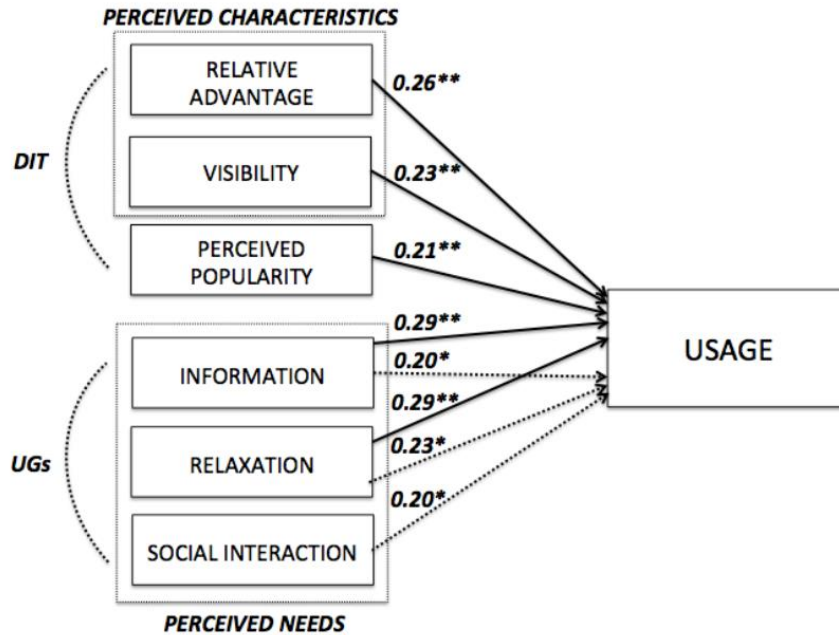 PERCEIVED CHARACTERISTICS
RELATIVE
ADVANTAGE
0.26**
DIT
VISIBILITY
0.23**
PERCEIVED
POPULARITY
0.21**
USAGE
0.29**
INFORMATION
0.20*
0.29**
UGs
RELAXATION
0.23*
0.20*
SOCIAL INTERACTION
PERCEIVED NEEDS